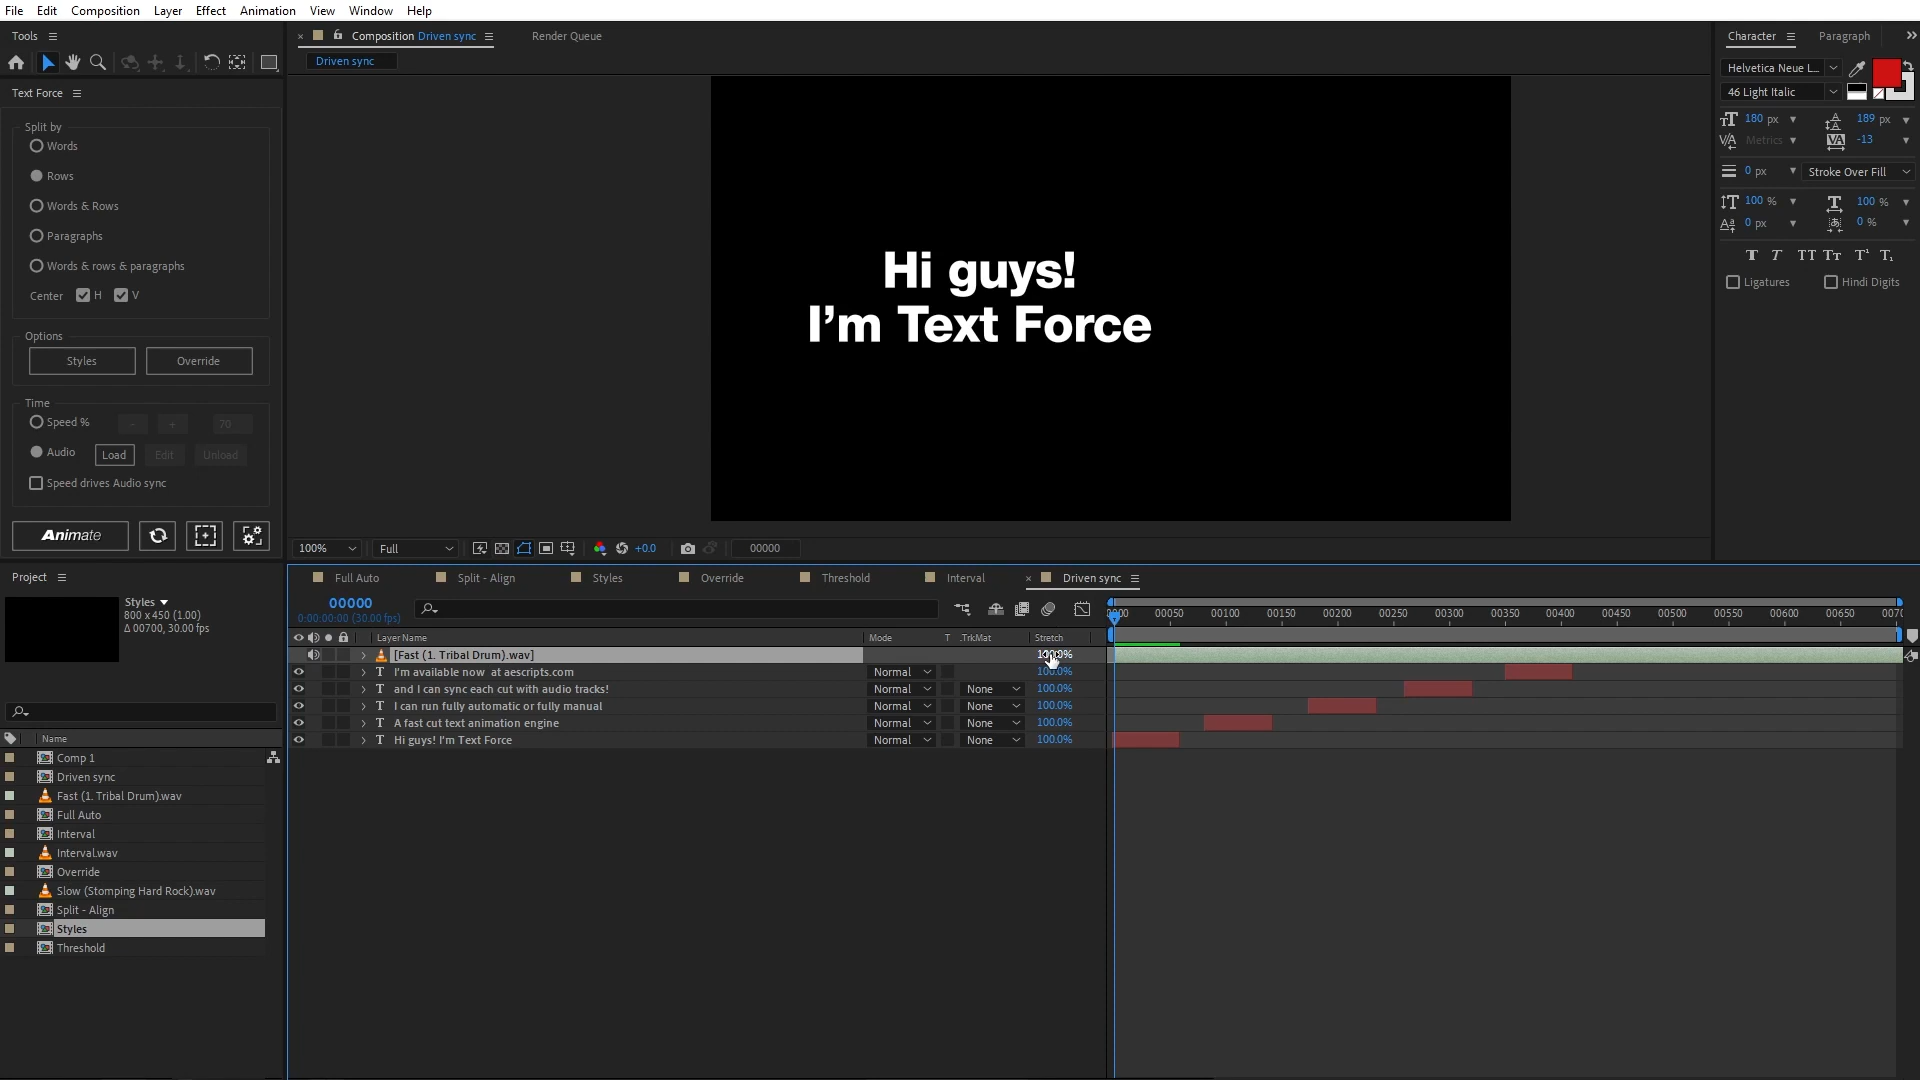 File Edit Composition Layer Effect Animation View Window Help
Tools
Composition Driven sync
Render Queue
Driven sync
Character
Paragraph
Helvetica Neue L...
46 Light Italic
180 px
189 px
Metrics
-13
0 px
Stroke Over Fill
100 %
100 %
0 px
0 %
Ligatures
Hindi Digits
Text Force
Split by
Words
Rows
Words & Rows
Paragraphs
Words & rows & paragraphs
Center H V
Options
Styles
Override
Time
Speed %
-
+
70
Audio
Load
Edit
Unload
Speed drives Audio sync
Animate
Hi guys!
I’m Text Force
100%
Full
+0.0
00000
Project
Styles
800 x 450 (1.00)
Δ 00700, 30.00 fps
Name
Comp 1
Driven sync
Fast (1. Tribal Drum).wav
Full Auto
Interval
Interval.wav
Override
Slow (Stomping Hard Rock).wav
Split - Align
Styles
Threshold
Full Auto
Split - Align
Styles
Override
Threshold
Interval
Driven sync
00000
0:00:00:00 (30.00 fps)
00050 00100 00150 00200 00250 00300 00350 00400 00450 00500 00550 00600 00650
Layer Name Mode T .TrkMat Stretch
[Fast (1. Tribal Drum).wav]
I’m available now at aescripts.com Normal 100.0%
and I can sync each cut with audio tracks! Normal None 100.0%
I can run fully automatic or fully manual Normal None 100.0%
A fast cut text animation engine Normal None 100.0%
Hi guys! I’m Text Force Normal None 100.0%